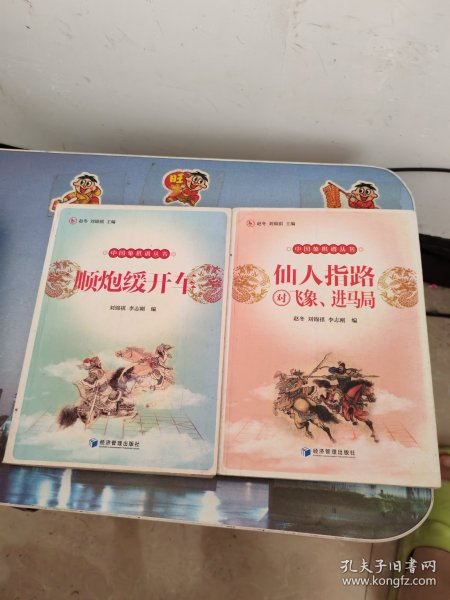 旺
赵冬 刘锦祺 主编
中国象棋谱丛书
顺炮缓开车
刘锦祺 李志刚 编
经济管理出版社
赵冬 刘锦祺 主编
中国象棋谱丛书
仙人指路
对飞象、进马局
赵冬 刘锦祺 李志刚 编
经济管理出版社
孔夫子旧书网
www.kongfz.com